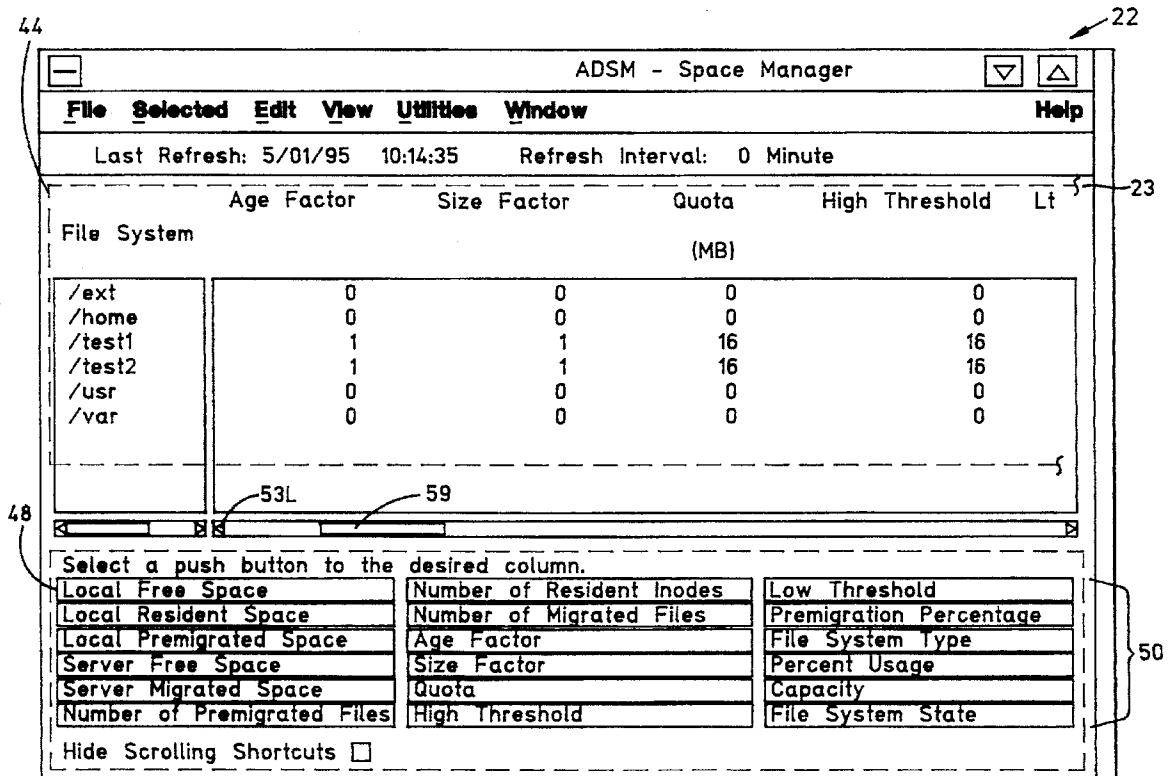 22
44
ADSM - Space Manager
File Selected Edit View Utilities Window Help
Last Refresh: 5/01/95 10:14:35 Refresh Interval: 0 Minute
23
Age Factor Size Factor Quota High Threshold Lt
File System
(MB)
/ext 0 0 0 0
/home 0 0 0 0
/test1 1 1 16 16
/test2 1 1 16 16
/usr 0 0 0 0
/var 0 0 0 0
53L 59
48
Select a push button to the desired column.
Local Free Space Number of Resident Inodes Low Threshold
Local Resident Space Number of Migrated Files Premigration Percentage
Local Premigrated Space Age Factor File System Type
Server Free Space Size Factor Percent Usage
50
Server Migrated Space Quota Capacity
Number of Premigrated Files High Threshold File System State
Hide Scrolling Shortcuts